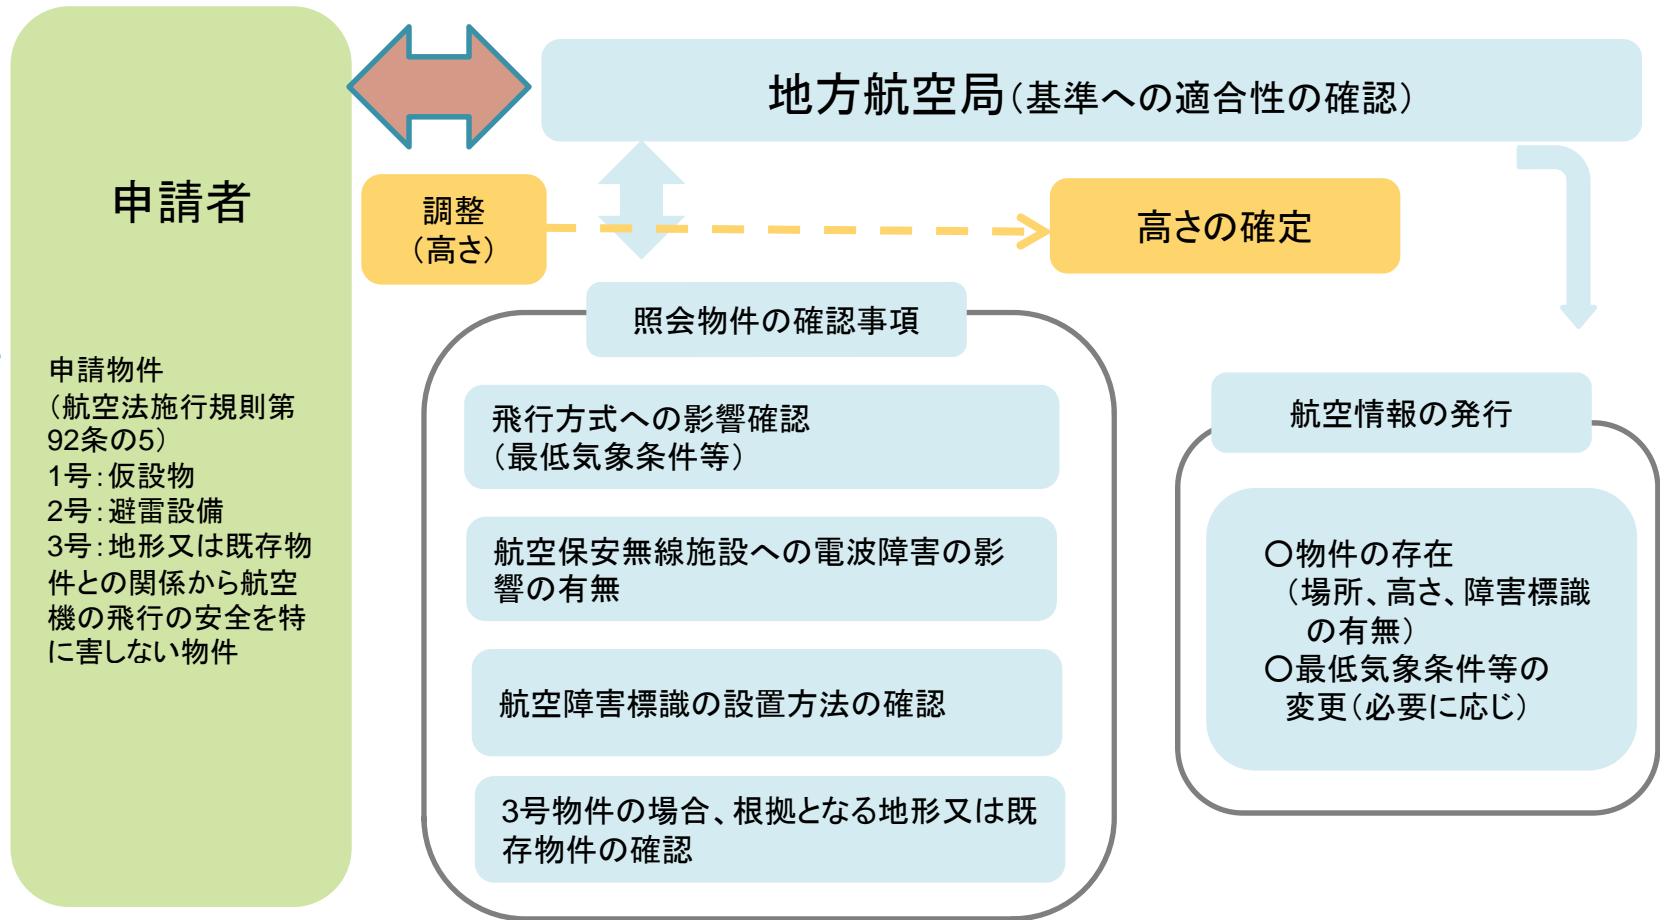 申請者
申請物件
（航空法施行規則第
92条の5）
1号：仮設物
2号：避雷設備
3号：地形又は既存物
件との関係から航空
機の飛行の安全を特
に害しない物件
地方航空局（基準への適合性の確認）
調整
（高さ）
高さの確定
照会物件の確認事項
飛行方式への影響確認
（最低気象条件等）
航空保安無線施設への電波障害の影
響の有無
航空障害標識の設置方法の確認
3号物件の場合、根拠となる地形又は既
存物件の確認
航空情報の発行
〇物件の存在
（場所、高さ、障害標識
の有無）
〇最低気象条件等の
変更（必要に応じ）